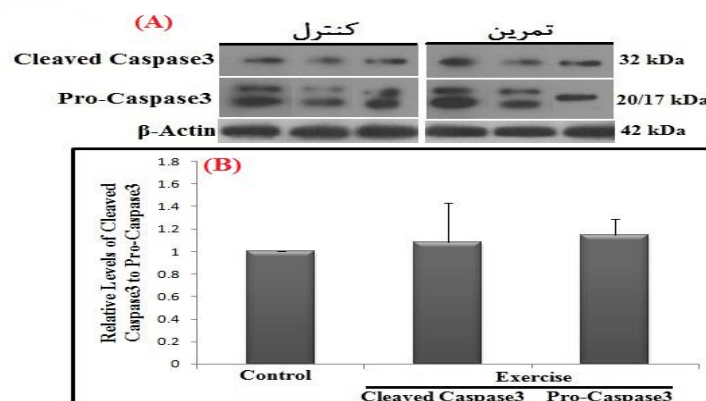 (A)
کنترل تمرین
Cleaved Caspase3 32 kDa
Pro-Caspase3 20/17 kDa
β-Actin 42 kDa
(B)
Relative Levels of Cleaved
Caspase3 to Pro-Caspase3
1.8
1.6
1.4
1.2
1
0.8
0.6
0.4
0.2
0
Control Exercise
Cleaved Caspase3 Pro-Caspase3